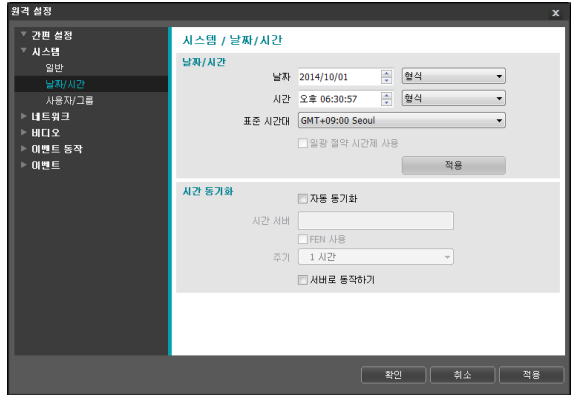 원격 설정
x
간편 설정
시스템
일반
날짜/시간
사용자/그룹
네트워크
비디오
이벤트 동작
이벤트
시스템 / 날짜/시간
날짜/시간
날짜 2014/10/01 형식
시간 오후 06:30:57 형식
표준 시간대 GMT+09:00 Seoul
일광 절약 시간제 사용
적용
시간 동기화
자동 동기화
시간 서버
FEN 사용
주기 1 시간
서버로 동작하기
확인 취소 적용